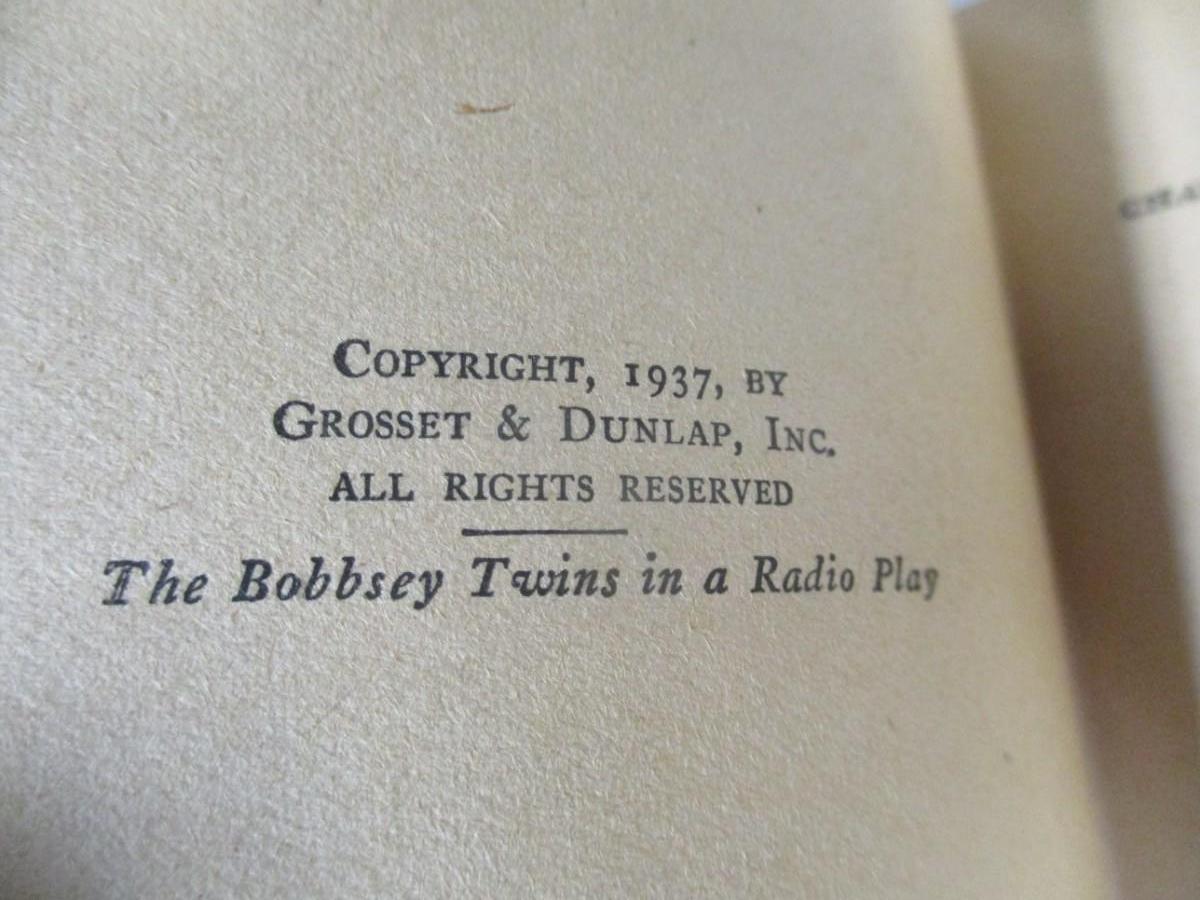 COPYRIGHT, 1937, BY
GROSSET & DUNLAP, INC.
ALL RIGHTS RESERVED
The Bobbsey Twins in a Radio Play